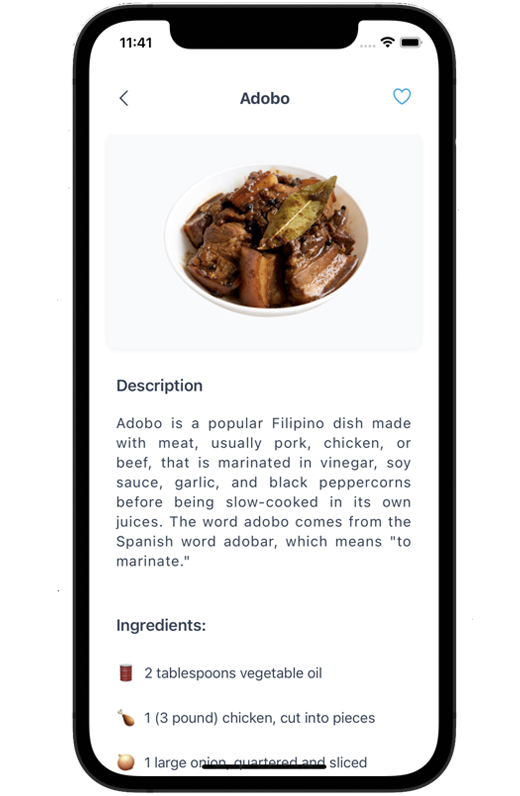 11:41
Adobo
Description
Adobo is a popular Filipino dish made
with meat, usually pork, chicken, or
beef, that is marinated in vinegar, soy
sauce, garlic, and black peppercorns
before being slow-cooked in its own
juices. The word adobo comes from the
Spanish word adobar, which means "to
marinate."
Ingredients:
2 tablespoons vegetable oil
1 (3 pound) chicken, cut into pieces
1 large onion, quartered and sliced